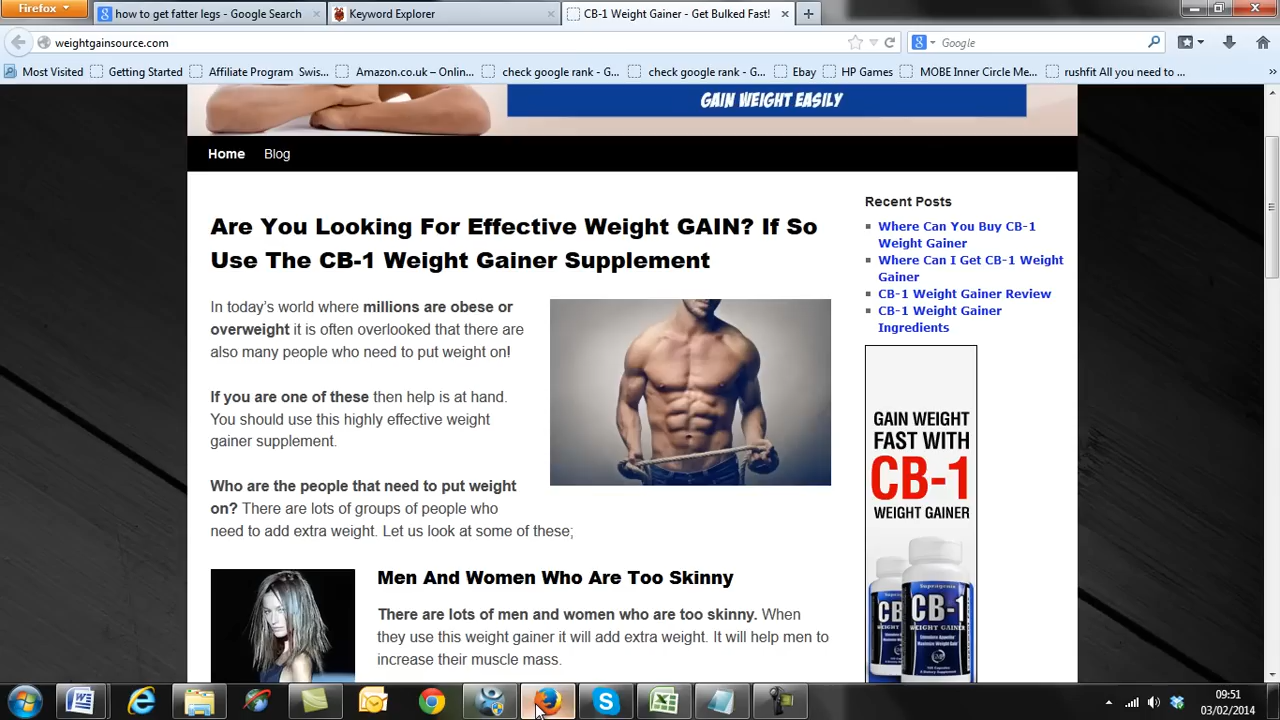 Firefox
how to get fatter legs - Google Search
Keyword Explorer
CB-1 Weight Gainer - Get Bulked Fast!
weightgainsource.com
Google
Most Visited
Getting Started
Affiliate Program Swis...
Amazon.co.uk – Onlin...
check google rank - G...
check google rank - G...
Ebay
HP Games
MOBE Inner Circle Me...
rushfit All you need to ...
GAIN WEIGHT EASILY
Home
Blog
Are You Looking For Effective Weight GAIN? If So
Use The CB-1 Weight Gainer Supplement
In today's world where millions are obese or
overweight it is often overlooked that there are
also many people who need to put weight on!
If you are one of these then help is at hand.
You should use this highly effective weight
gainer supplement.
Who are the people that need to put weight
on? There are lots of groups of people who
need to add extra weight. Let us look at some of these;
Men And Women Who Are Too Skinny
There are lots of men and women who are too skinny. When
they use this weight gainer it will add extra weight. It will help men to
increase their muscle mass.
Recent Posts
Where Can You Buy CB-1
Weight Gainer
Where Can I Get CB-1 Weight
Gainer
CB-1 Weight Gainer Review
CB-1 Weight Gainer
Ingredients
GAIN WEIGHT
FAST WITH
CB-1
WEIGHT GAINER
CB-1
WEIGHT GAINER
09:51
03/02/2014